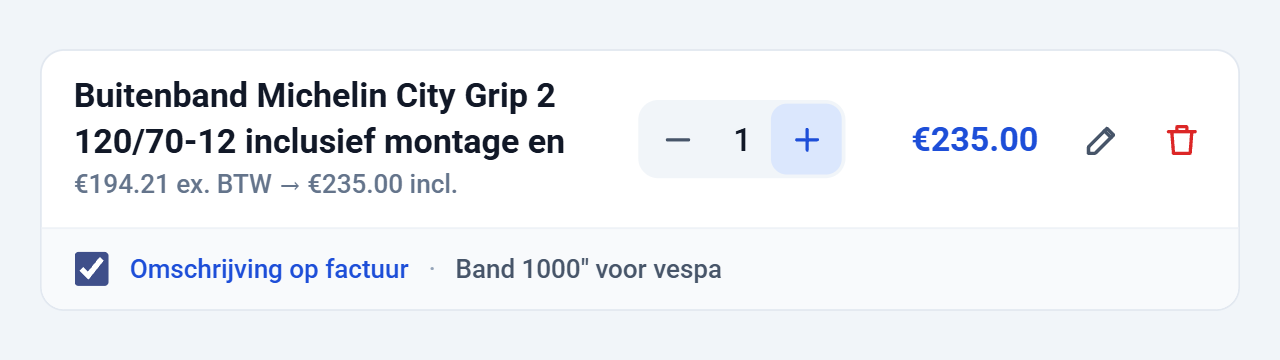 Buitenband Michelin City Grip 2
120/70-12 inclusief montage en
€194.21 ex. BTW → €235.00 incl.
1
€235.00
Omschrijving op factuur · Band 1000" voor vespa